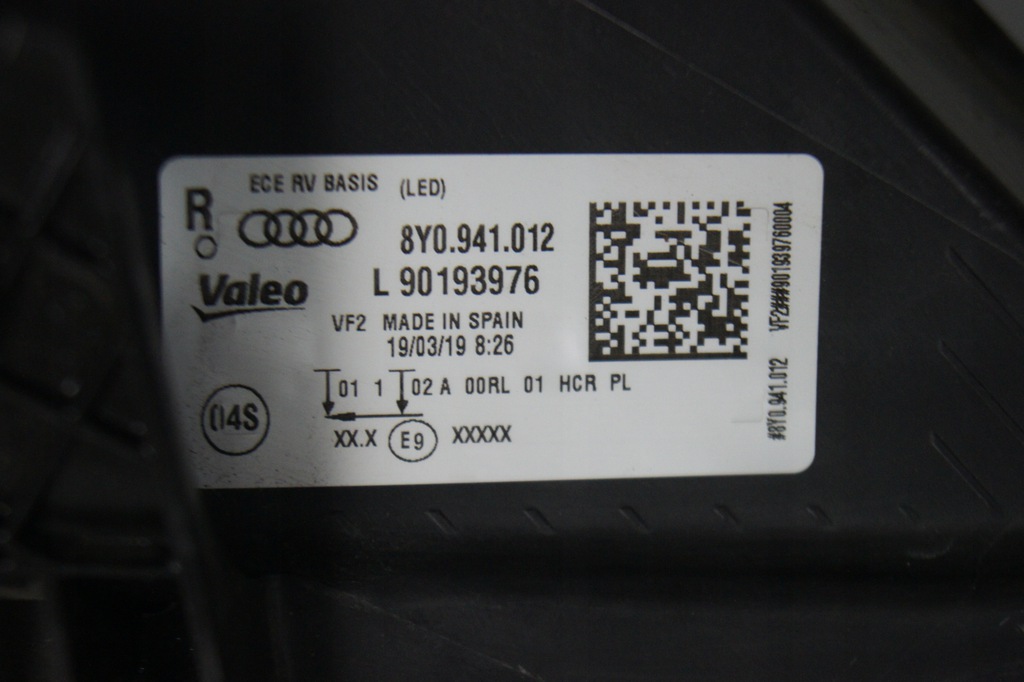 ECE RV BASIS (LED)
R
8Y0.941.012
Valeo
L 90193976
VF2 MADE IN SPAIN
19/03/19 8:26
01 1 02 A 00RL 01 HCR PL
04S
XX.X E9 XXXXX
#8Y0.941.012 VF2###901939760004